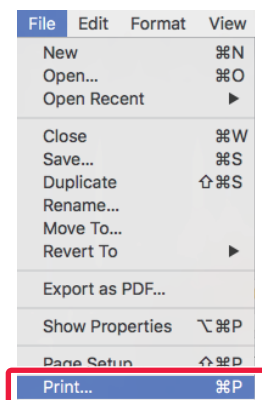 File Edit Format View
New ⌘N
Open... ⌘O
Open Recent ▶
Close ⌘W
Save... ⌘S
Duplicate ⇧⌘S
Rename...
Move To...
Revert To ▶
Export as PDF...
Show Properties ⌥⌘P
Page Setup ⇧⌘P
Print... ⌘P